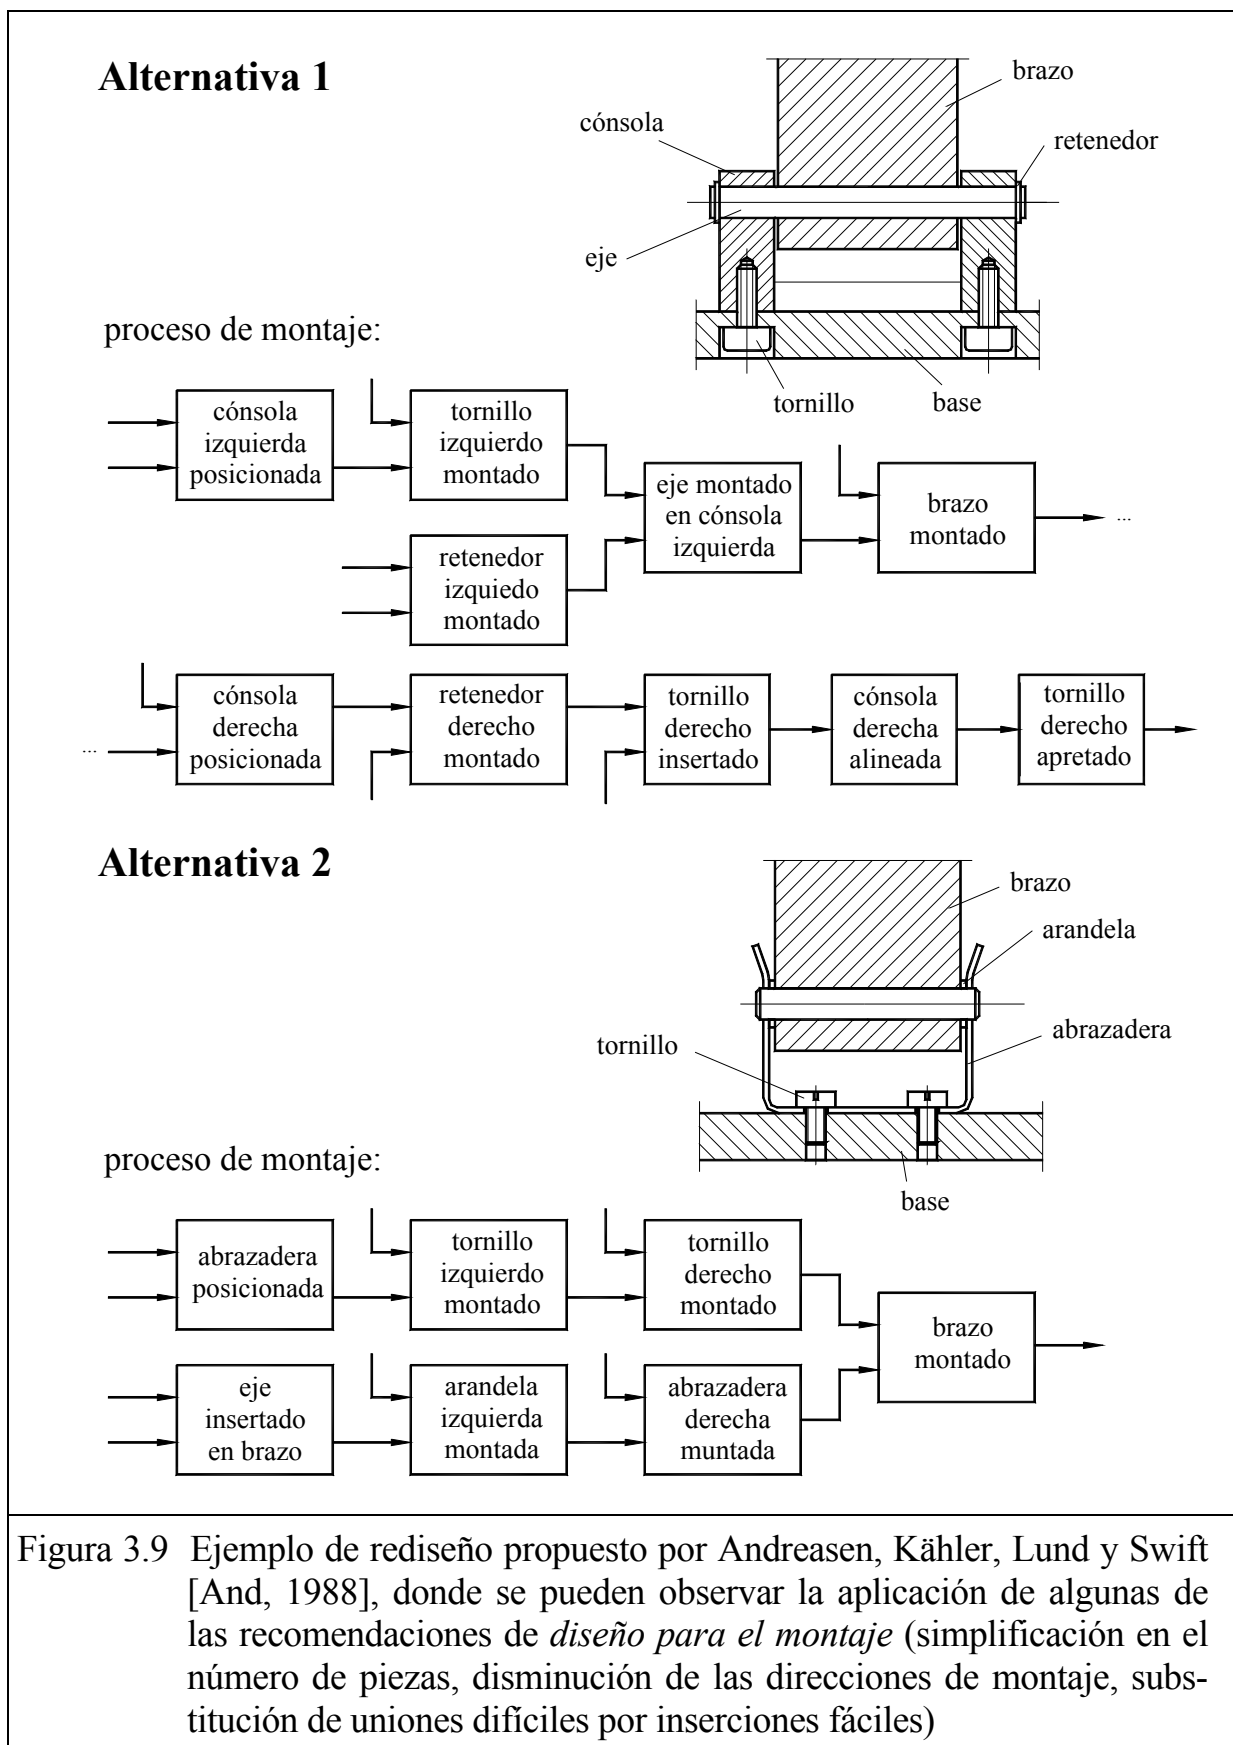 Alternativa 1
brazo
cónsola
retenedor
eje
proceso de montaje:
tornillo
base
cónsola
izquierda
posicionada
tornillo
izquierdo
montado
eje montado
en cónsola
izquierda
brazo
montado
...
retenedor
izquiedo
montado
...
cónsola
derecha
posicionada
retenedor
derecho
montado
tornillo
derecho
insertado
cónsola
derecha
alineada
tornillo
derecho
apretado
Alternativa 2
brazo
arandela
tornillo
abrazadera
proceso de montaje:
base
abrazadera
posicionada
tornillo
izquierdo
montado
tornillo
derecho
montado
brazo
montado
eje
insertado
en brazo
arandela
izquierda
montada
abrazadera
derecha
muntada
Figura 3.9 Ejemplo de rediseño propuesto por Andreasen, Kähler, Lund y Swift
[And, 1988], donde se pueden observar la aplicación de algunas de
las recomendaciones de diseño para el montaje (simplificación en el
número de piezas, disminución de las direcciones de montaje, subs-
titución de uniones difíciles por inserciones fáciles)